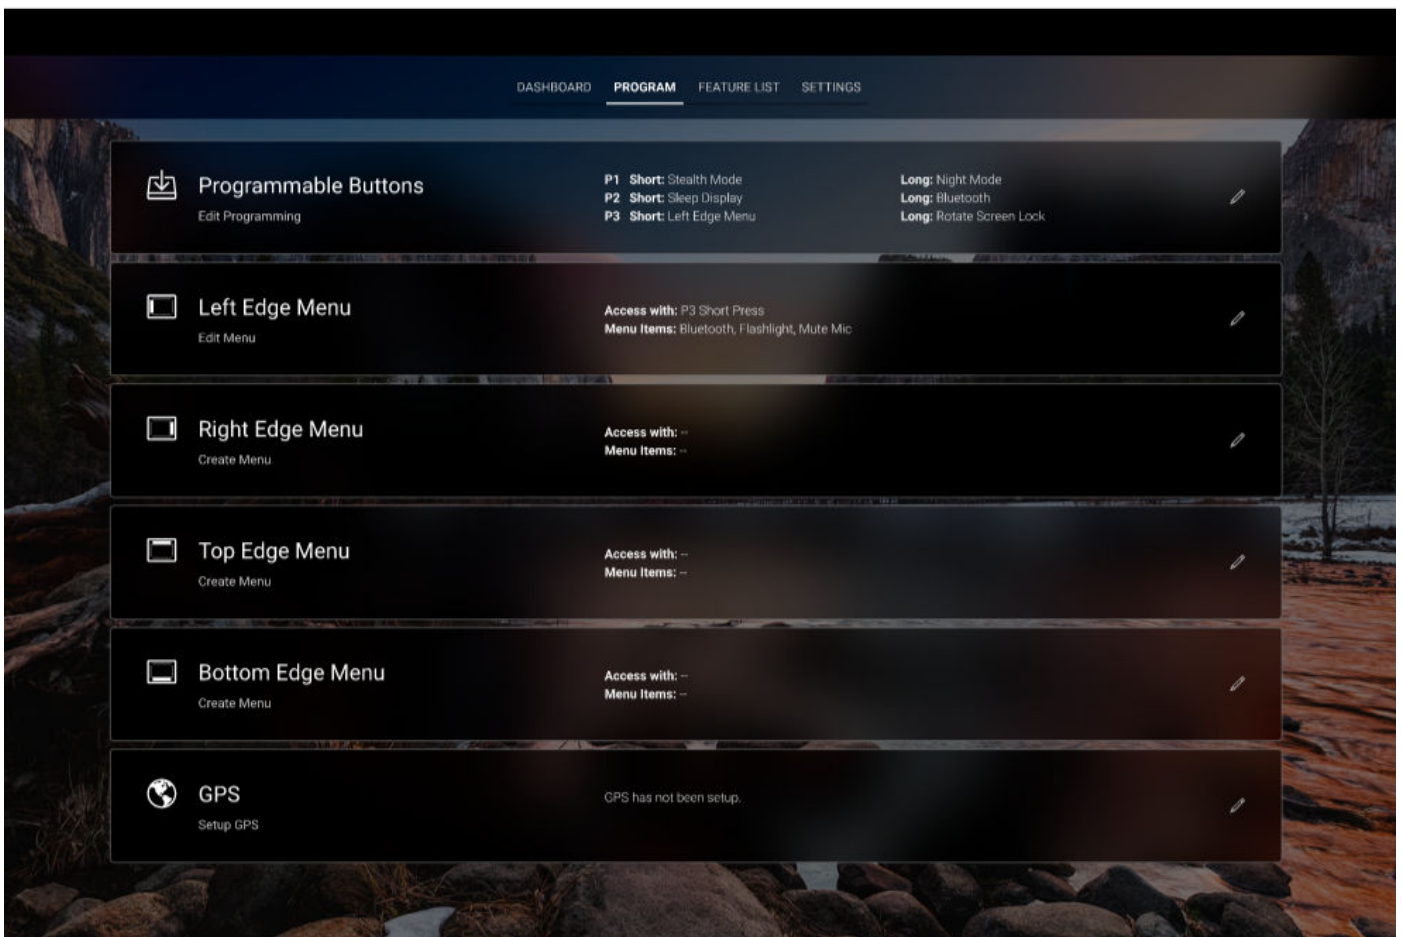 DASHBOARD PROGRAM FEATURE LIST SETTINGS
Programmable Buttons
Edit Programming
P1 Short: Stealth Mode Long: Night Mode
P2 Short: Sleep Display Long: Bluetooth
P3 Short: Left Edge Menu Long: Rotate Screen Lock
Left Edge Menu
Edit Menu
Access with: P3 Short Press
Menu Items: Bluetooth, Flashlight, Mute Mic
Right Edge Menu
Create Menu
Access with: --
Menu Items: --
Top Edge Menu
Create Menu
Access with: --
Menu Items: --
Bottom Edge Menu
Create Menu
Access with: --
Menu Items: --
GPS
Setup GPS
GPS has not been setup.